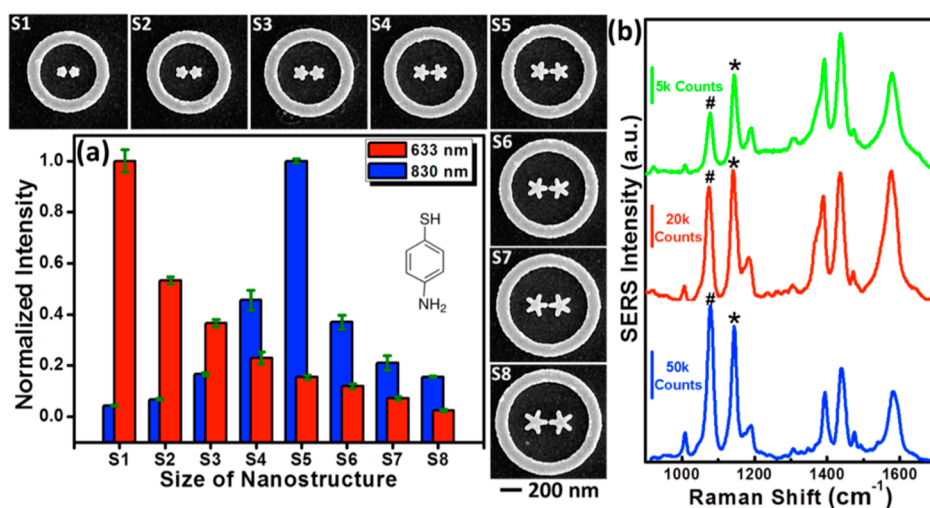 S1
S2
S3
S4
S5
S6
S7
S8
200 nm
(a)
633 nm
830 nm
SH
NH2
Normalized Intensity
1.0
0.8
0.6
0.4
0.2
0.0
S1 S2 S3 S4 S5 S6 S7 S8
Size of Nanostructure
(b)
SERS Intensity (a.u.)
5k Counts
# *
20k
Counts
# *
50k
Counts
# *
1000 1200 1400 1600
Raman Shift (cm⁻¹)